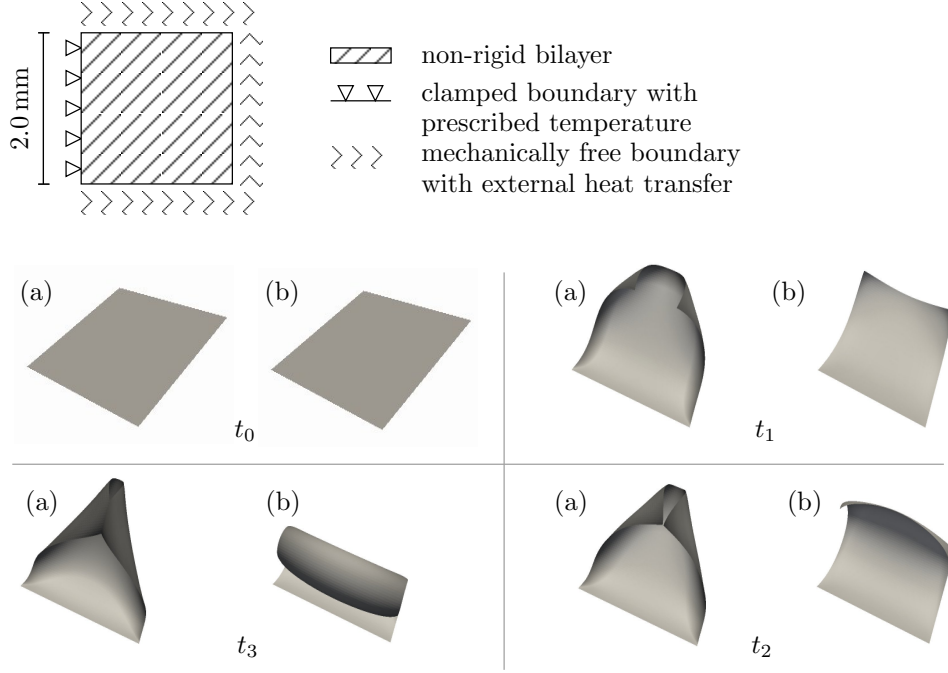 2.0 mm
non-rigid bilayer
clamped boundary with
prescribed temperature
mechanically free boundary
with external heat transfer
(a) (b) t₀
(a) (b) t₁
(a) (b) t₃
(a) (b) t₂